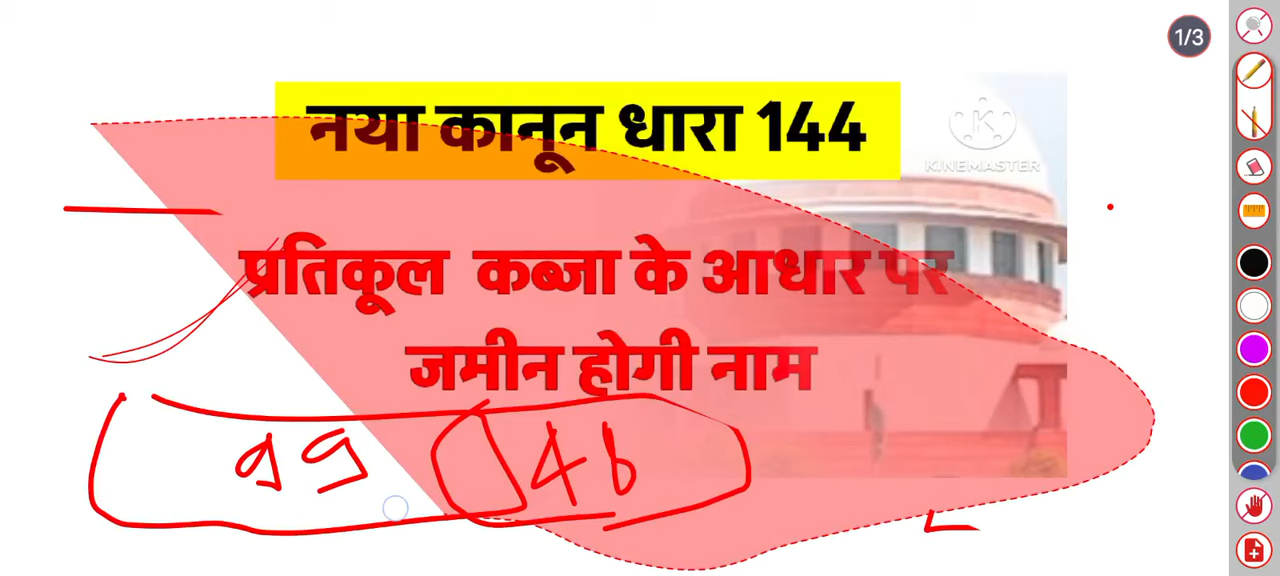 1/3
नया कानून धारा 144
KINEMASTER
प्रतिकूल कब्जा के आधार पर
जमीन होगी नाम